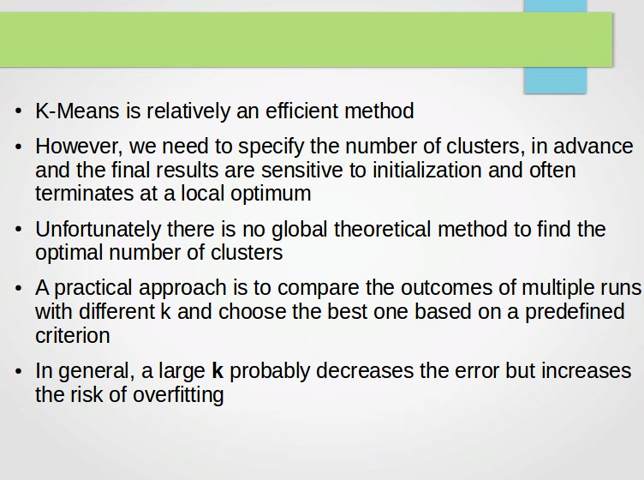 • K-Means is relatively an efficient method
• However, we need to specify the number of clusters, in advance
and the final results are sensitive to initialization and often
terminates at a local optimum
• Unfortunately there is no global theoretical method to find the
optimal number of clusters
• A practical approach is to compare the outcomes of multiple runs
with different k and choose the best one based on a predefined
criterion
• In general, a large k probably decreases the error but increases
the risk of overfitting